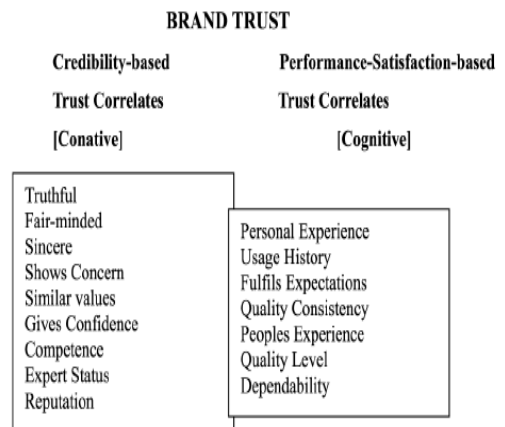 BRAND TRUST
Credibility-based
Trust Correlates
[Conative]
Performance-Satisfaction-based
Trust Correlates
[Cognitive]
Truthful
Fair-minded
Sincere
Shows Concern
Similar values
Gives Confidence
Competence
Expert Status
Reputation
Personal Experience
Usage History
Fulfils Expectations
Quality Consistency
Peoples Experience
Quality Level
Dependability